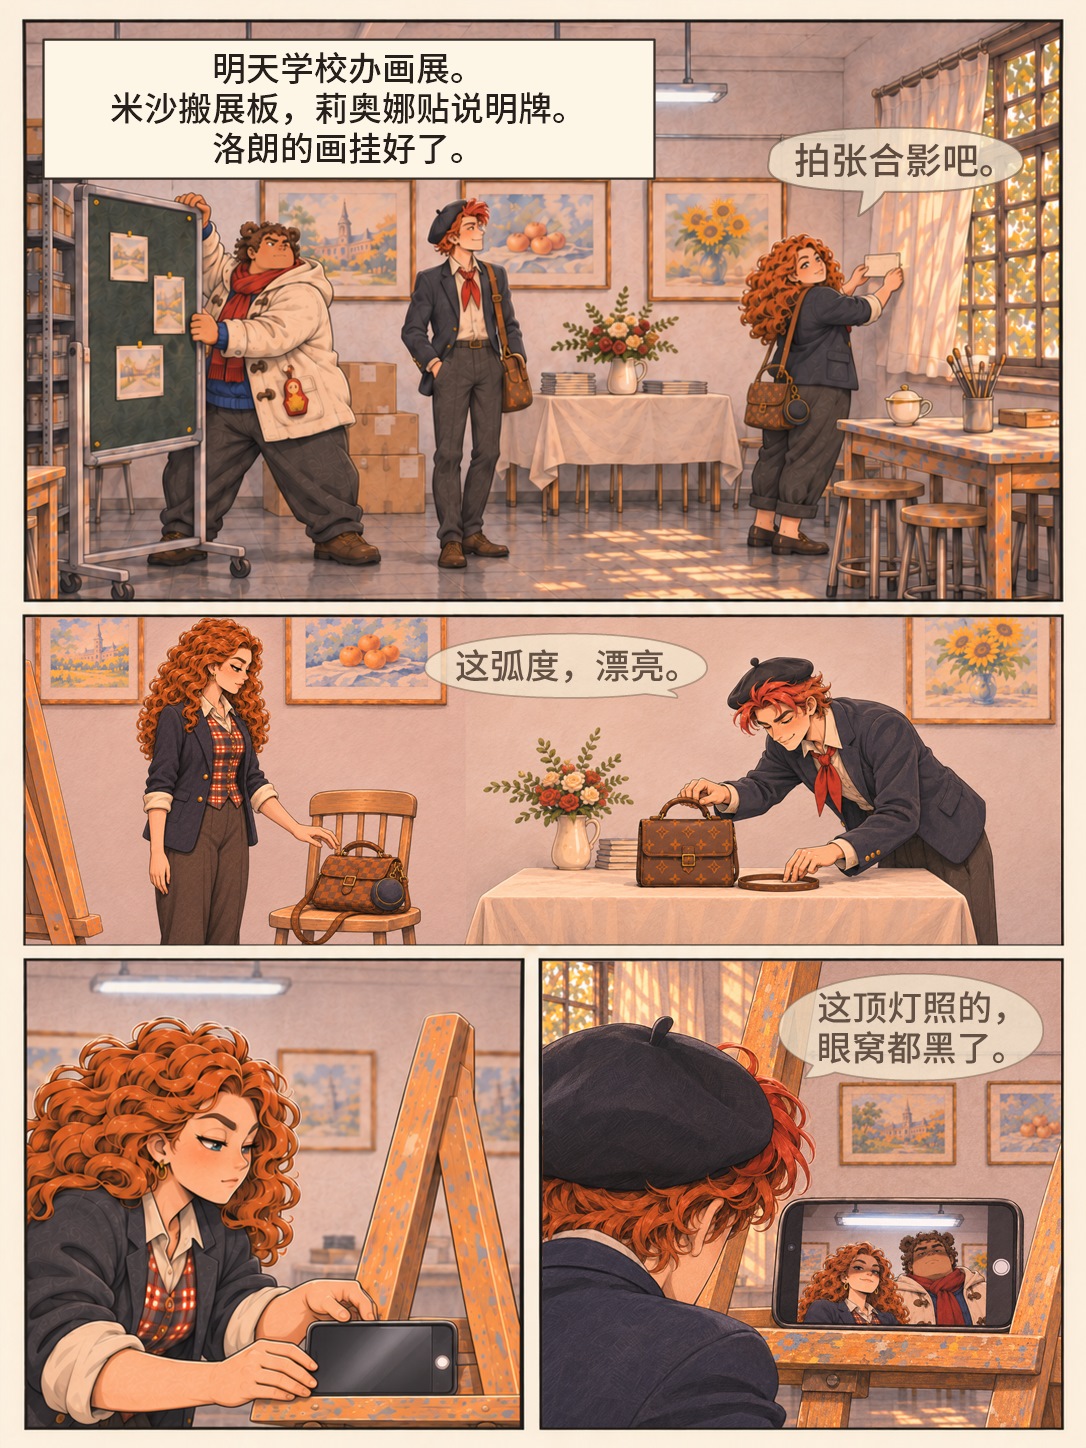 明天学校办画展。
米沙搬展板，莉奥娜贴说明牌。
洛朗的画挂好了。
拍张合影吧。
这弧度，漂亮。
这顶灯照的，
眼窝都黑了。